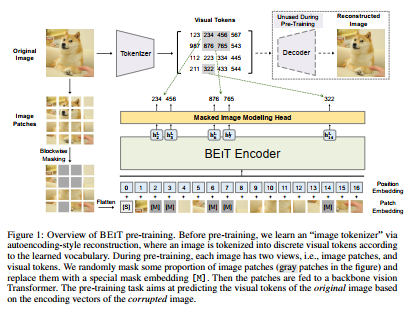 Visual Tokens
Unused During
Pre-Training
Reconstructed
Image
Original
Image
Tokenizer
123 234 456 567
987 876 765 543
112 223 334 445
211 322 433 544
Decoder
234 456 876 765 322
Image
Patches
Masked Image Modeling Head
Blockwise
Masking
BEIT Encoder
Flatten
0 1 2 3 4 5 6 7 8 9 10 11 12 13 14 15 16
Position
Embedding
[S] [M] [M] [M] [M] [M]
Patch
Embedding
Figure 1: Overview of BEIT pre-training. Before pre-training, we learn an “image tokenizer” via
autoencoding-style reconstruction, where an image is tokenized into discrete visual tokens according
to the learned vocabulary. During pre-training, each image has two views, i.e., image patches, and
visual tokens. We randomly mask some proportion of image patches (gray patches in the figure) and
replace them with a special mask embedding [M]. Then the patches are fed to a backbone vision
Transformer. The pre-training task aims at predicting the visual tokens of the original image based
on the encoding vectors of the corrupted image.